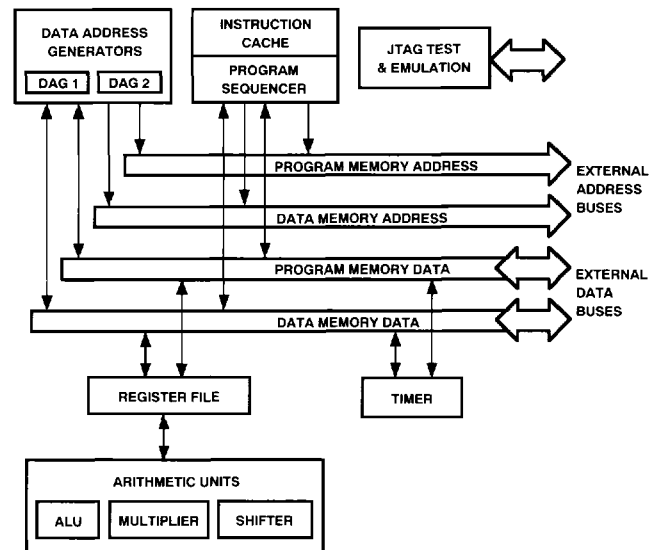 DATA ADDRESS
GENERATORS
DAG 1
DAG 2
INSTRUCTION
CACHE
PROGRAM
SEQUENCER
JTAG TEST
& EMULATION
PROGRAM MEMORY ADDRESS
DATA MEMORY ADDRESS
EXTERNAL
ADDRESS
BUSES
PROGRAM MEMORY DATA
DATA MEMORY DATA
EXTERNAL
DATA
BUSES
REGISTER FILE
TIMER
ARITHMETIC UNITS
ALU
MULTIPLIER
SHIFTER